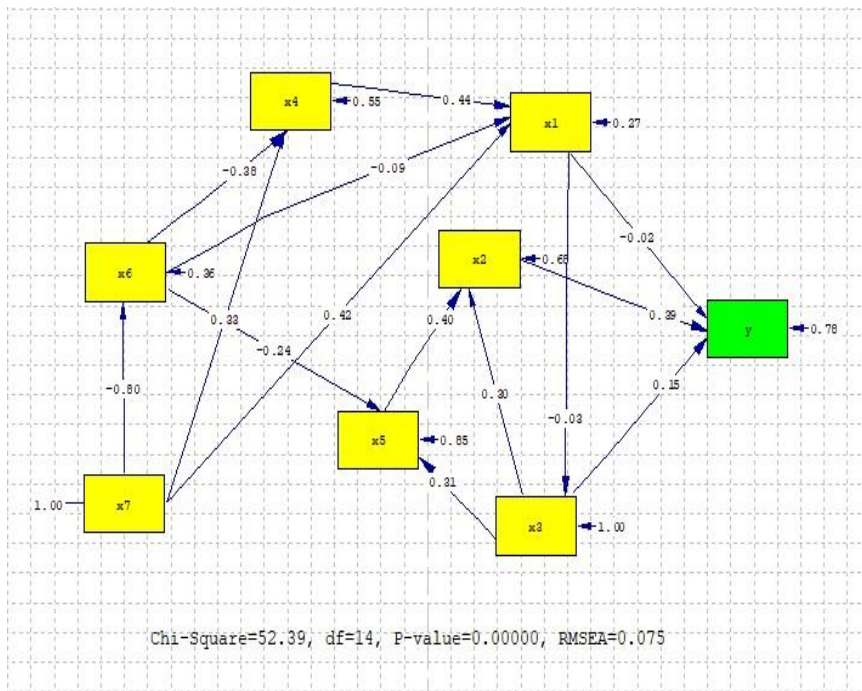 x4
0.55
0.44
x1
0.27
-0.38
-0.09
x2
0.65
-0.02
x6
0.36
0.33
0.42
0.40
0.39
y
0.78
-0.24
-0.80
0.30
0.15
-0.03
x5
0.85
0.31
1.00
x7
x3
1.00
Chi-Square=52.39, df=14, P-value=0.00000, RMSEA=0.075